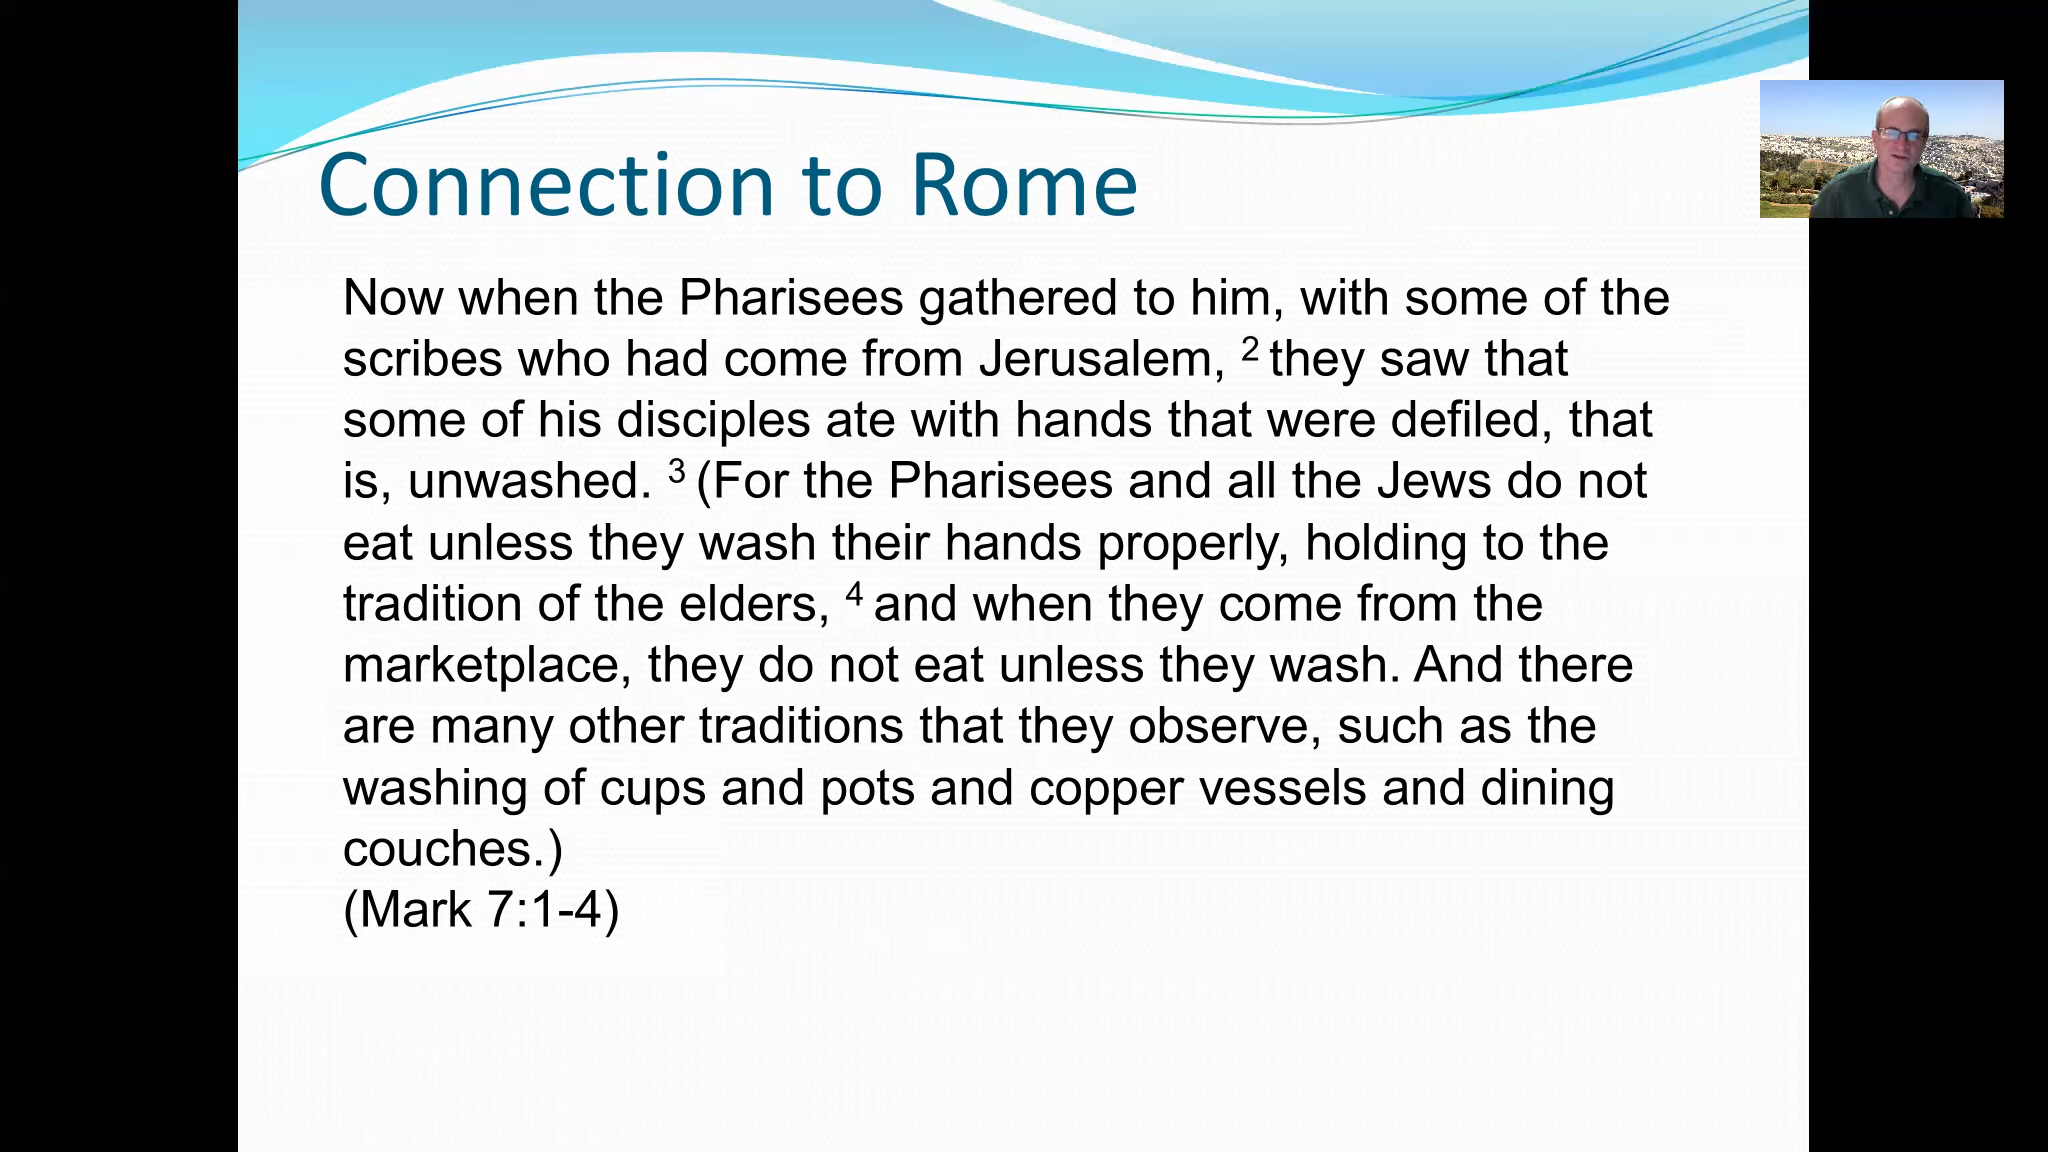 Connection to Rome
Now when the Pharisees gathered to him, with some of the
scribes who had come from Jerusalem, 2 they saw that
some of his disciples ate with hands that were defiled, that
is, unwashed. 3 (For the Pharisees and all the Jews do not
eat unless they wash their hands properly, holding to the
tradition of the elders, 4 and when they come from the
marketplace, they do not eat unless they wash. And there
are many other traditions that they observe, such as the
washing of cups and pots and copper vessels and dining
couches.)
(Mark 7:1-4)